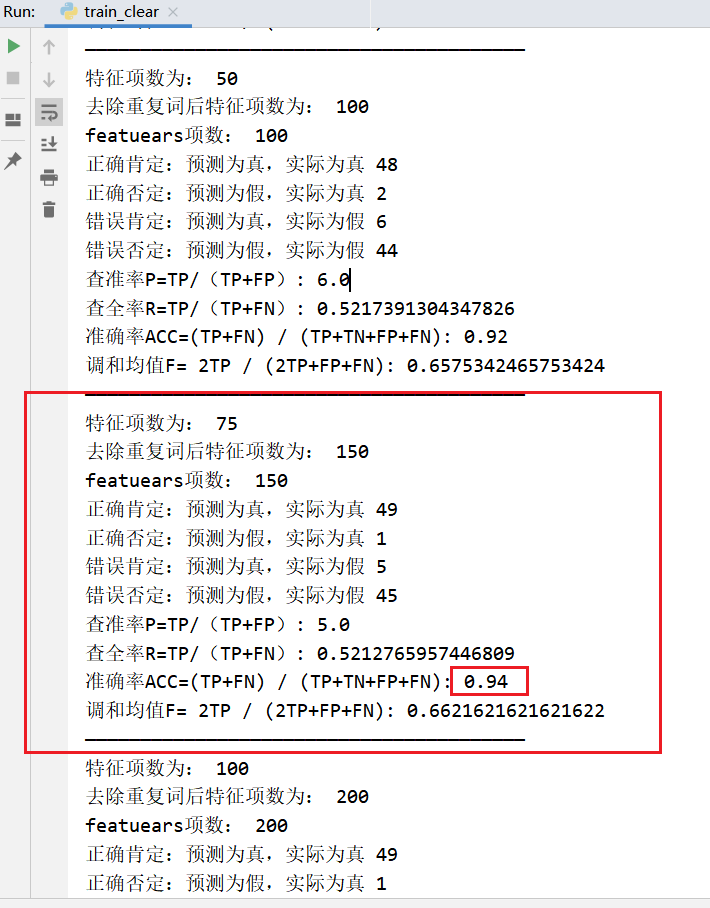 Run: train_clear
特征项数为: 50
去除重复词后特征项数为: 100
featuears项数: 100
正确肯定：预测为真，实际为真 48
正确否定：预测为假，实际为真 2
错误肯定：预测为真，实际为假 6
错误否定：预测为假，实际为假 44
查准率P=TP/（TP+FP）: 6.0
查全率R=TP/（TP+FN）: 0.5217391304347826
准确率ACC=(TP+FN) / (TP+TN+FP+FN): 0.92
调和均值F= 2TP / (2TP+FP+FN): 0.6575342465753424
特征项数为: 75
去除重复词后特征项数为: 150
featuears项数: 150
正确肯定：预测为真，实际为真 49
正确否定：预测为假，实际为真 1
错误肯定：预测为真，实际为假 5
错误否定：预测为假，实际为假 45
查准率P=TP/（TP+FP）: 5.0
查全率R=TP/（TP+FN）: 0.5212765957446809
准确率ACC=(TP+FN) / (TP+TN+FP+FN): 0.94
调和均值F= 2TP / (2TP+FP+FN): 0.6621621621621622
特征项数为: 100
去除重复词后特征项数为: 200
featuears项数: 200
正确肯定：预测为真，实际为真 49
正确否定：预测为假，实际为真 1